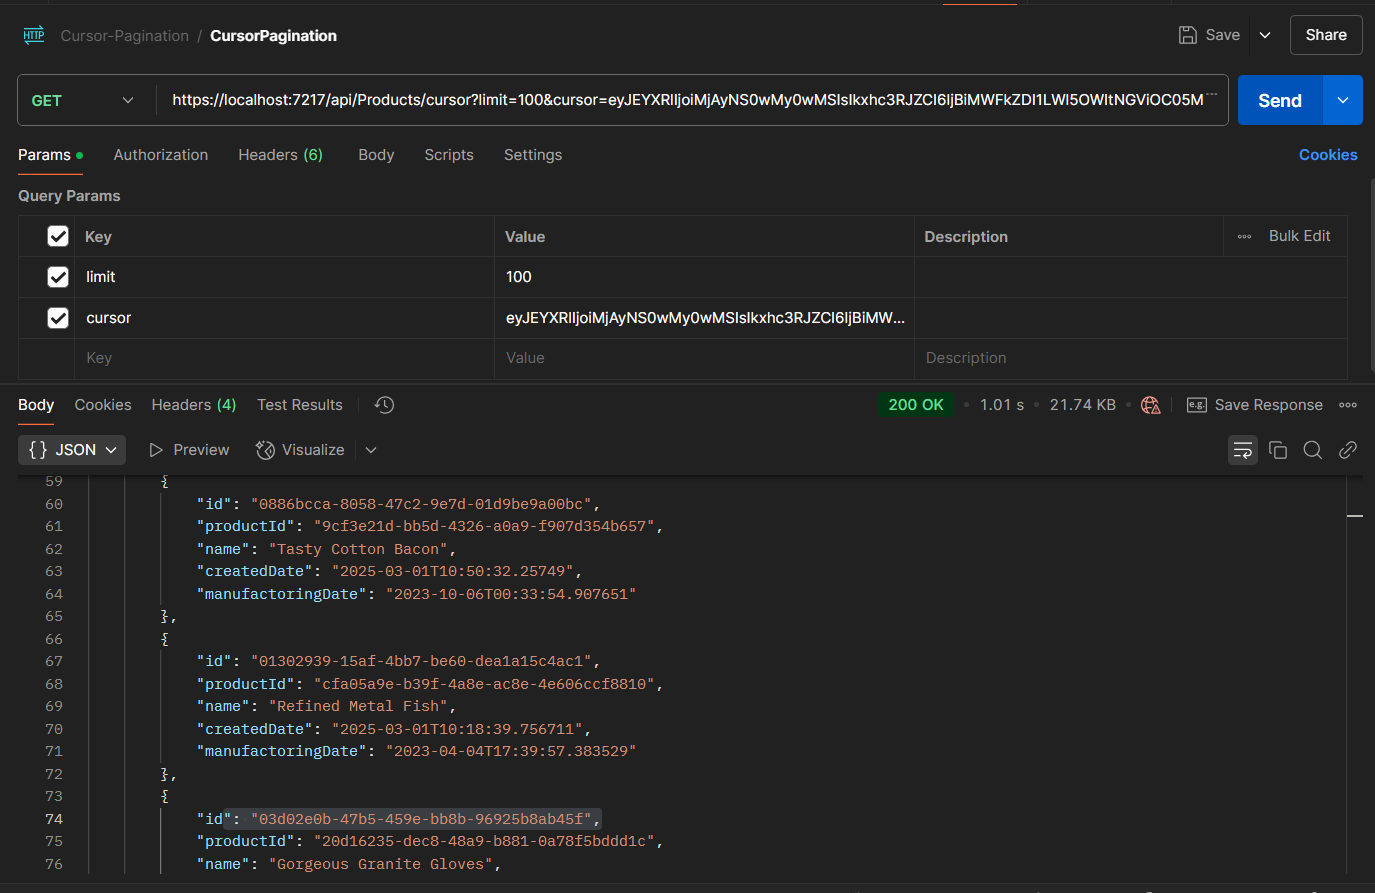 HTTP Cursor-Pagination / CursorPagination Save Share
GET https://localhost:7217/api/Products/cursor?limit=100&cursor=eyJEYXRlIjoiMjAyNS0wMy0wMSIsIkxhc3RJZCI6IjBiMWFkZDI1LWI5OWItNGViOC05M... Send
Params Authorization Headers (6) Body Scripts Settings Cookies
Query Params
Key Value Description Bulk Edit
limit 100
cursor eyJEYXRlIjoiMjAyNS0wMy0wMSIsIkxhc3RJZCI6IjBiMW...
Key Value Description
Body Cookies Headers (4) Test Results 200 OK • 1.01 s • 21.74 KB • e.g. Save Response
{} JSON Preview Visualize
59 {
60 "id": "0886bcca-8058-47c2-9e7d-01d9be9a00bc",
61 "productId": "9cf3e21d-bb5d-4326-a0a9-f907d354b657",
62 "name": "Tasty Cotton Bacon",
63 "createdDate": "2025-03-01T10:50:32.25749",
64 "manufactoringDate": "2023-10-06T00:33:54.907651"
65 },
66 {
67 "id": "01302939-15af-4bb7-be60-dea1a15c4ac1",
68 "productId": "cfa05a9e-b39f-4a8e-ac8e-4e606ccf8810",
69 "name": "Refined Metal Fish",
70 "createdDate": "2025-03-01T10:18:39.756711",
71 "manufactoringDate": "2023-04-04T17:39:57.383529"
72 },
73 {
74 "id": "03d02e0b-47b5-459e-bb8b-96925b8ab45f",
75 "productId": "20d16235-dec8-48a9-b881-0a78f5bddd1c",
76 "name": "Gorgeous Granite Gloves",